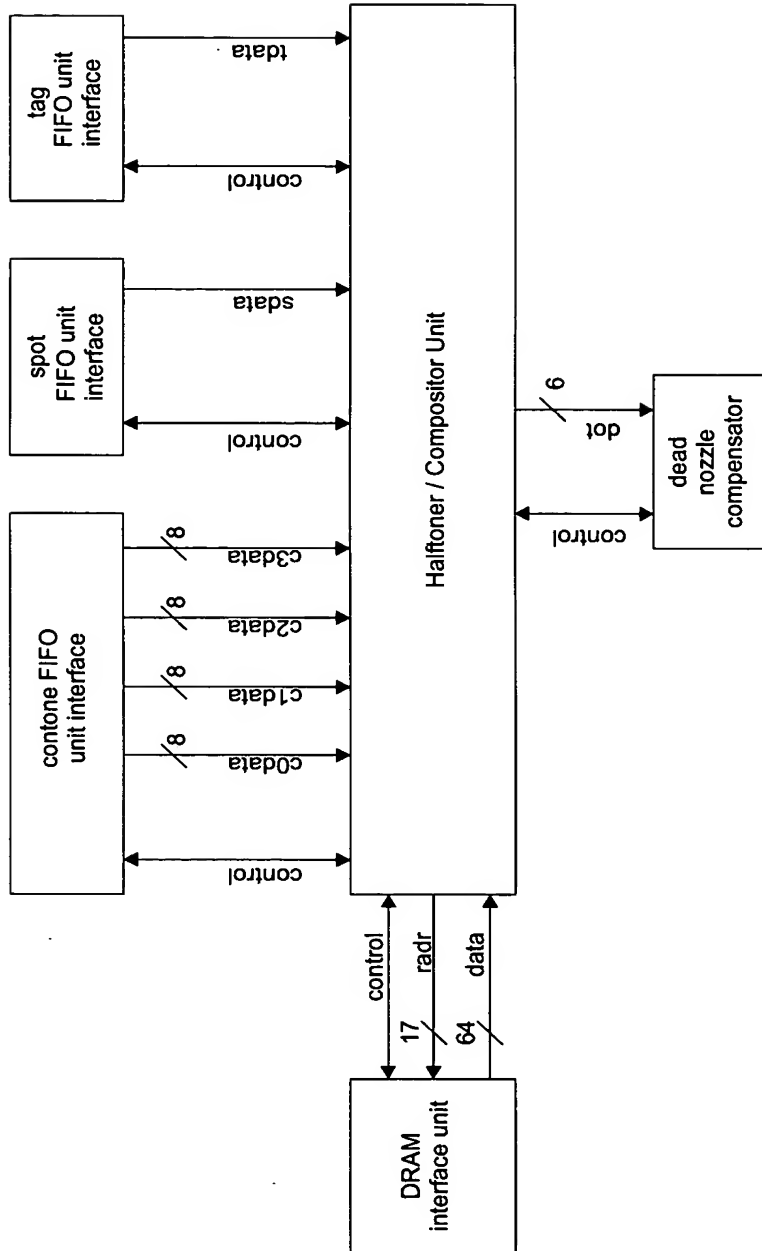 tag
FIFO unit
interface
spot
FIFO unit
interface
contone FIFO
unit interface
tdata
control
sdata
control
8
c3data
8
c2data
8
c1data
8
c0data
control
Halftoner / Compositor Unit
control
radr
data
17
64
DRAM
interface unit
6
dot
control
dead
nozzle
compensator